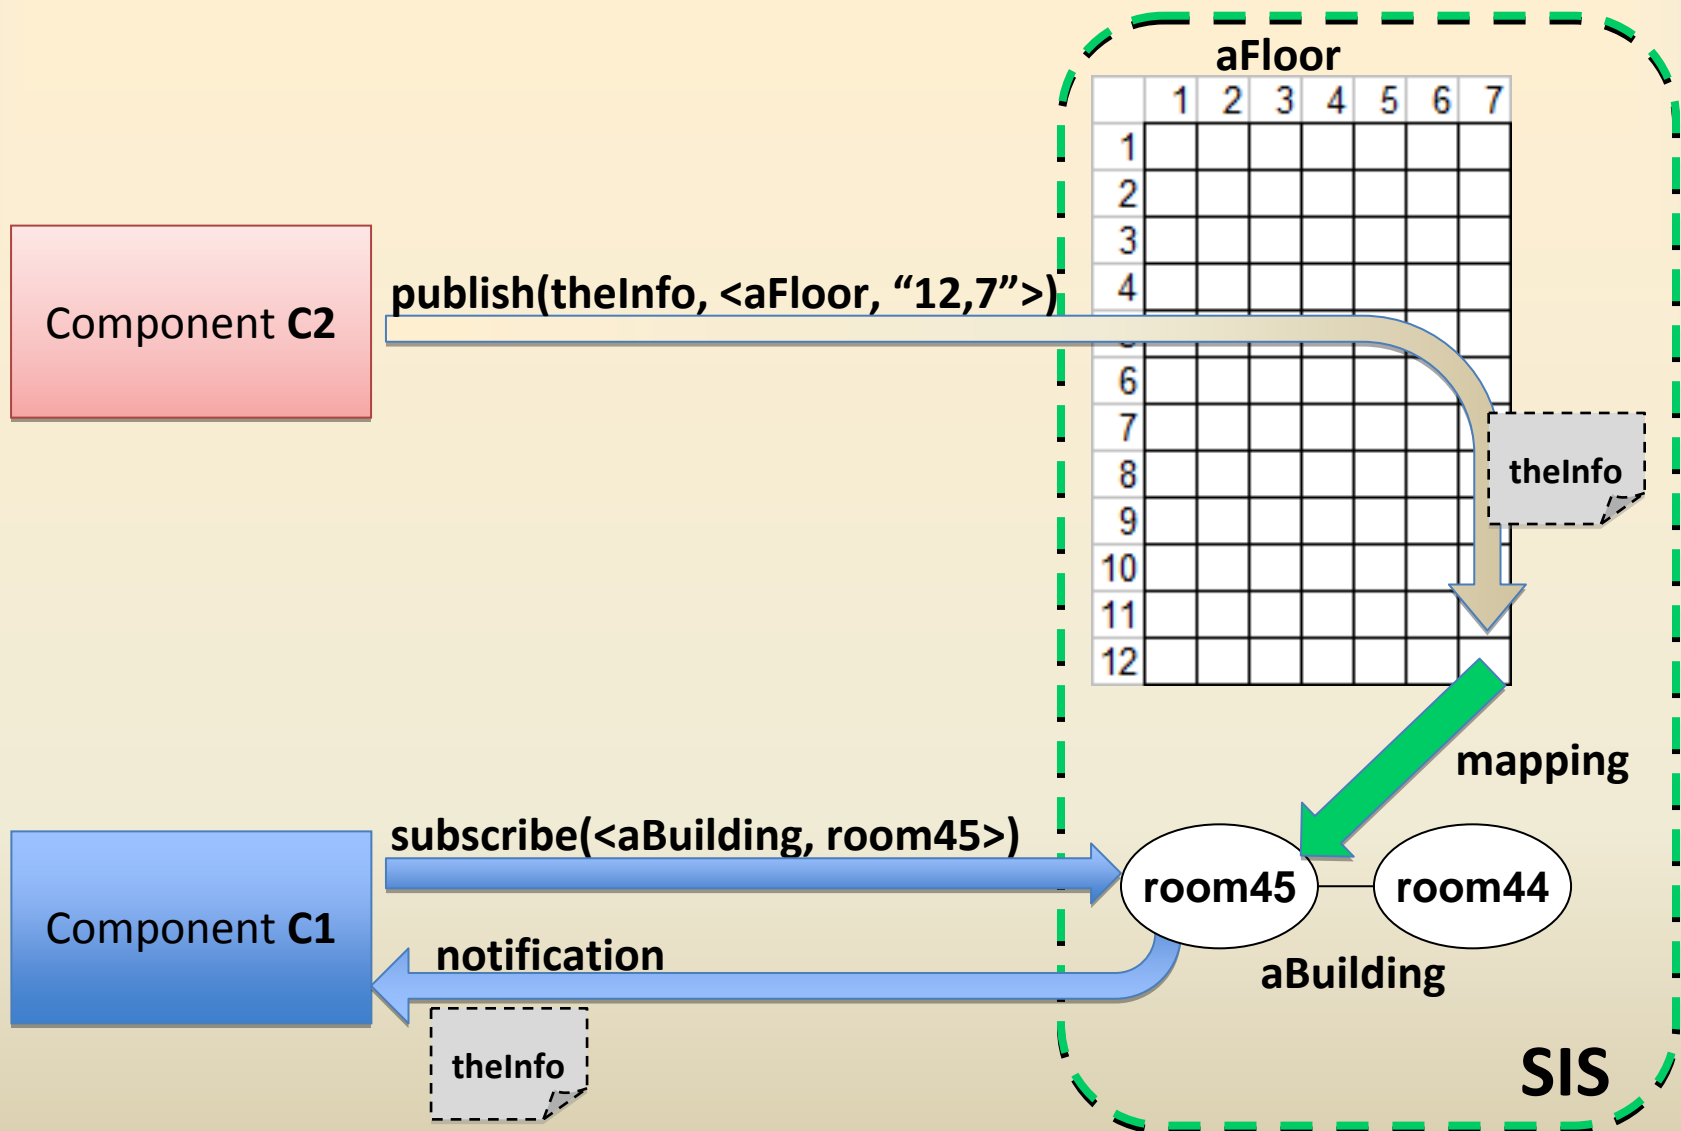 aFloor
1 2 3 4 5 6 7
1
2
3
Component C2
publish(theInfo, <aFloor, “12,7”>)
4
6
7
theInfo
8
9
10
11
12
mapping
subscribe(<aBuilding, room45>)
room45
room44
Component C1
notification
aBuilding
theInfo
SIS